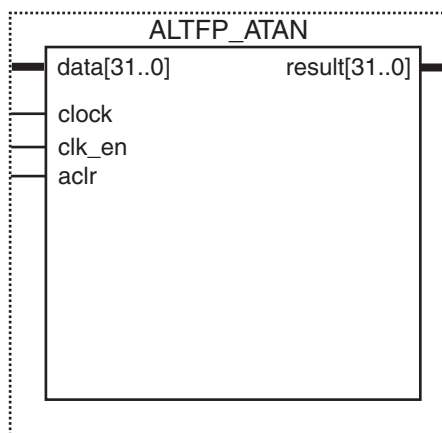 ALTFP_ATAN
data[31..0] result[31..0]
clock
clk_en
aclr